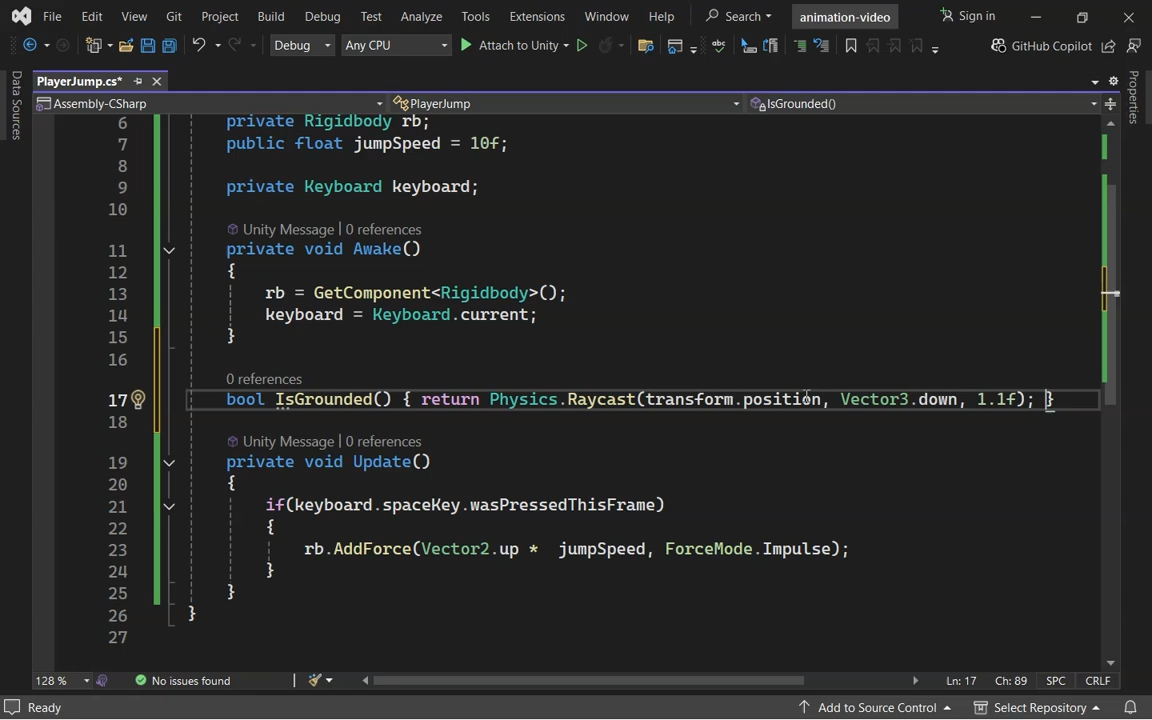 File Edit View Git Project Build Debug Test Analyze Tools Extensions Window Help Search animation-video Sign in
Debug Any CPU Attach to Unity GitHub Copilot
PlayerJump.cs*
Assembly-CSharp PlayerJump IsGrounded()
Data Sources
Properties
6 private Rigidbody rb;
7 public float jumpSpeed = 10f;
8
9 private Keyboard keyboard;
10
Unity Message | 0 references
11 private void Awake()
12 {
13 rb = GetComponent<Rigidbody>();
14 keyboard = Keyboard.current;
15 }
16
0 references
17 bool IsGrounded() { return Physics.Raycast(transform.position, Vector3.down, 1.1f); }
18
Unity Message | 0 references
19 private void Update()
20 {
21 if(keyboard.spaceKey.wasPressedThisFrame)
22 {
23 rb.AddForce(Vector2.up *  jumpSpeed, ForceMode.Impulse);
24 }
25 }
26 }
27
128 % No issues found Ln: 17 Ch: 89 SPC CRLF
Ready Add to Source Control Select Repository